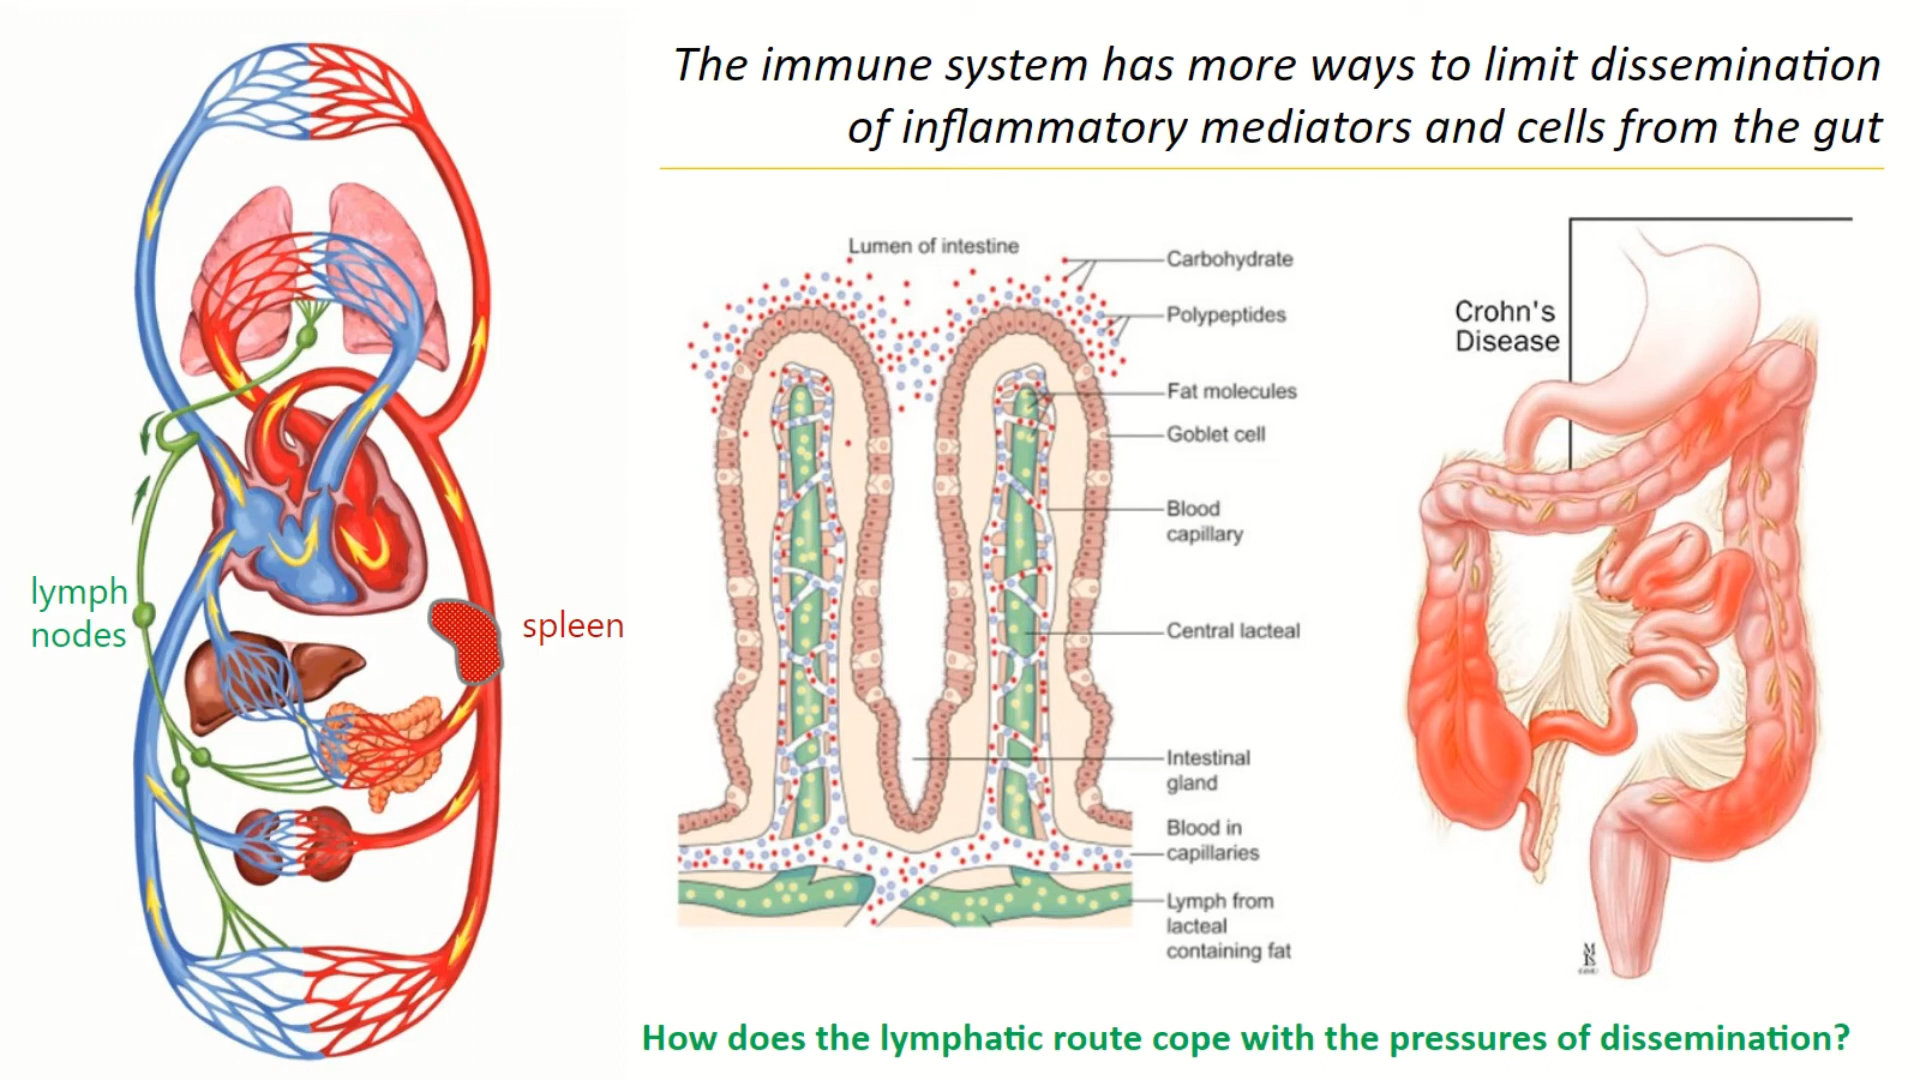 The immune system has more ways to limit dissemination
of inflammatory mediators and cells from the gut
lymph
nodes
spleen
Lumen of intestine
Carbohydrate
Polypeptides
Fat molecules
Goblet cell
Blood
capillary
Central lacteal
Intestinal
gland
Blood in
capillaries
Lymph from
lacteal
containing fat
Crohn's
Disease
How does the lymphatic route cope with the pressures of dissemination?